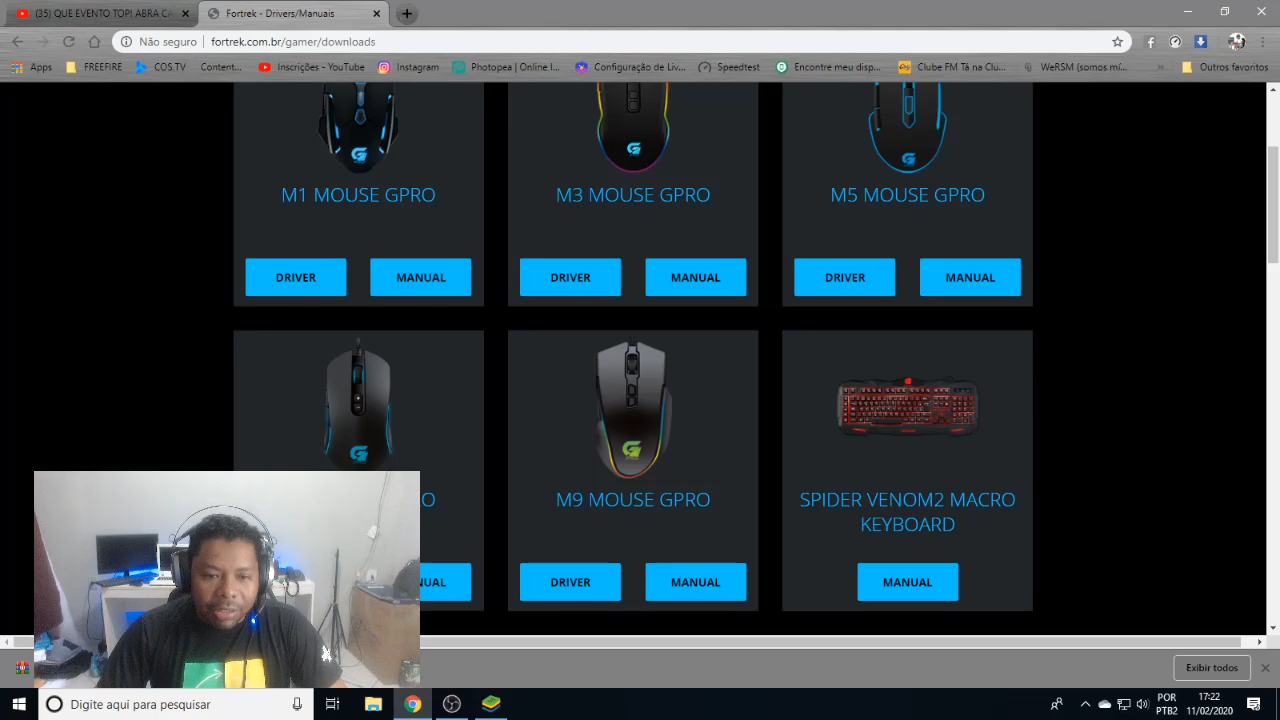 (35) QUE EVENTO TOP! ABRA CA
Fortrek - Drivers/Manuais
Não seguro
fortrek.com.br/gamer/downloads
Apps
FREEFIRE
COS.TV
Content...
Inscrições - YouTube
Instagram
Photopea | Online I...
Configuração de Liv...
Speedtest
Encontre meu disp...
Clube FM Tá na Clu...
WeRSM (somos mí...
»
Outros favoritos
M1 MOUSE GPRO
M3 MOUSE GPRO
M5 MOUSE GPRO
DRIVER
MANUAL
DRIVER
MANUAL
DRIVER
MANUAL
M9 MOUSE GPRO
SPIDER VENOM2 MACRO
KEYBOARD
DRIVER
MANUAL
MANUAL
Exibir todos
Digite aqui para pesquisar
POR
PTB2
17:22
11/02/2020